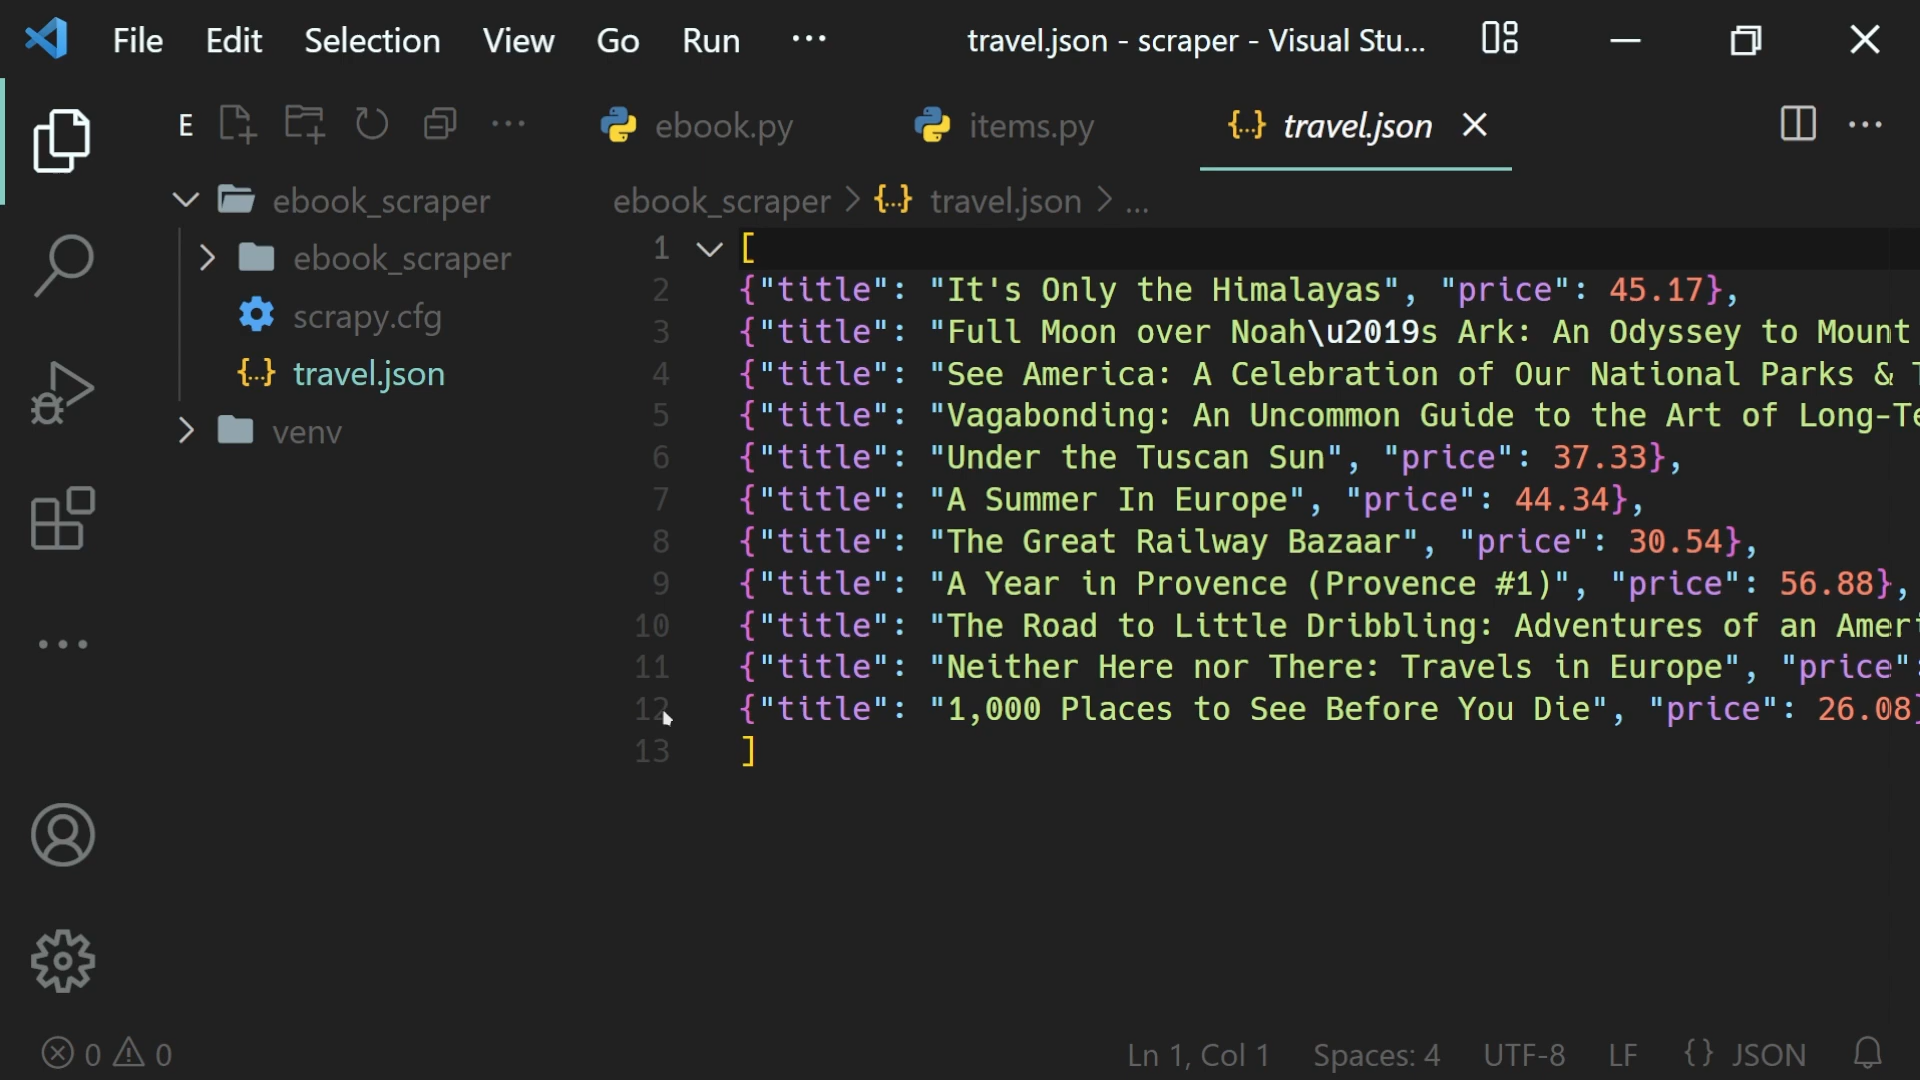 File Edit Selection View Go Run ... travel.json - scraper - Visual Stu...
E ebook.py items.py {..} travel.json
ebook_scraper
ebook_scraper
scrapy.cfg
{..} travel.json
venv
ebook_scraper > {..} travel.json > ...
1 [
2 {"title": "It's Only the Himalayas", "price": 45.17},
3 {"title": "Full Moon over Noah\u2019s Ark: An Odyssey to Mount
4 {"title": "See America: A Celebration of Our National Parks &
5 {"title": "Vagabonding: An Uncommon Guide to the Art of Long-Te
6 {"title": "Under the Tuscan Sun", "price": 37.33},
7 {"title": "A Summer In Europe", "price": 44.34},
8 {"title": "The Great Railway Bazaar", "price": 30.54},
9 {"title": "A Year in Provence (Provence #1)", "price": 56.88},
10 {"title": "The Road to Little Dribbling: Adventures of an Ameri
11 {"title": "Neither Here nor There: Travels in Europe", "price":
12 {"title": "1,000 Places to See Before You Die", "price": 26.08}
13 ]
0 0 Ln 1, Col 1 Spaces: 4 UTF-8 LF {} JSON